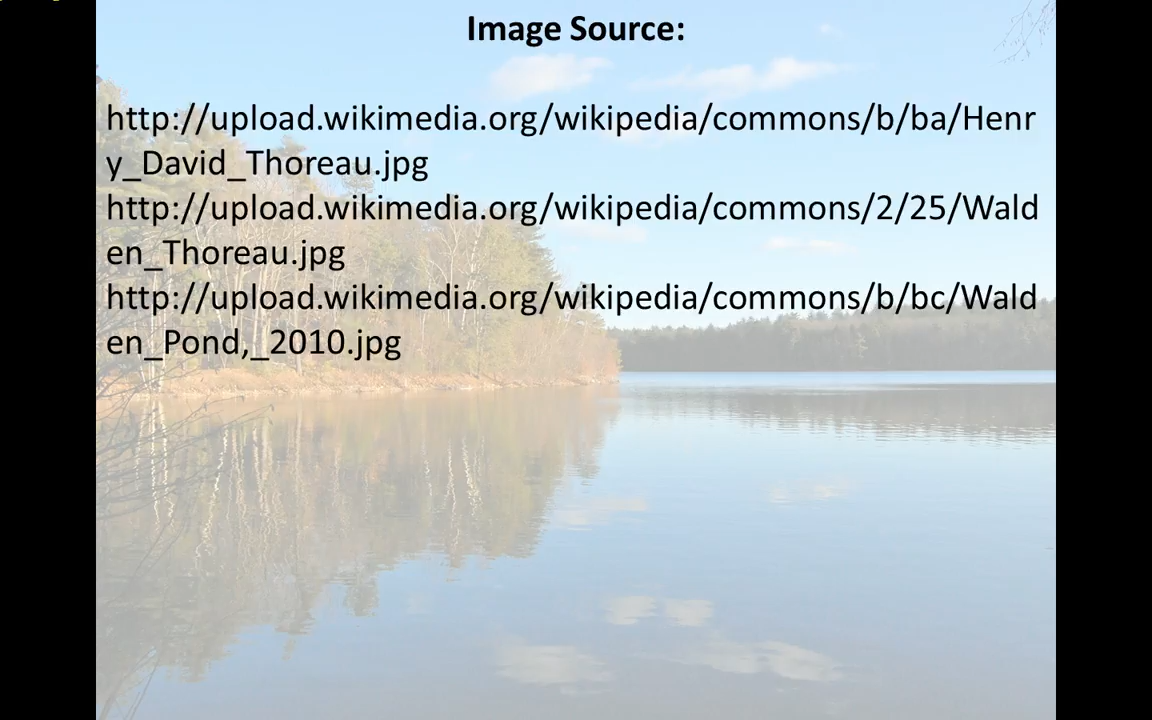 Image Source:
http://upload.wikimedia.org/wikipedia/commons/b/ba/Henr
y_David_Thoreau.jpg
http://upload.wikimedia.org/wikipedia/commons/2/25/Wald
en_Thoreau.jpg
http://upload.wikimedia.org/wikipedia/commons/b/bc/Wald
en_Pond,_2010.jpg